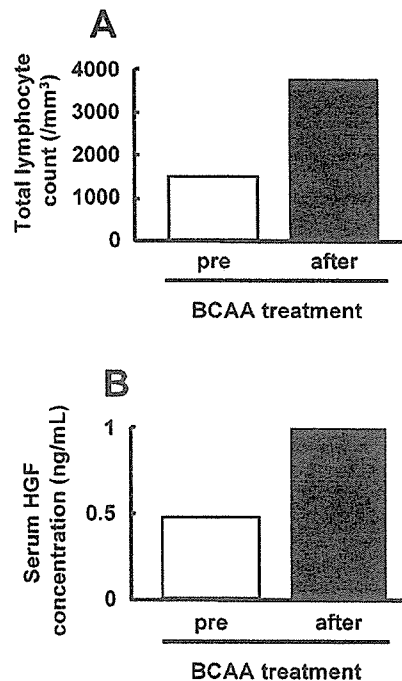 A
Total lymphocyte
count (/mm³)
4000
3000
2000
1000
0
pre after
BCAA treatment
B
Serum HGF
concentration (ng/mL)
1
0.5
0
pre after
BCAA treatment